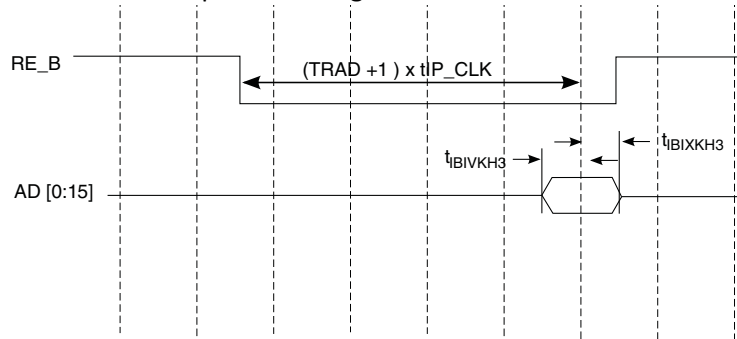 RE_B
(TRAD +1 ) x tIP_CLK
tIBIVKH3
tIBIXKH3
AD [0:15]